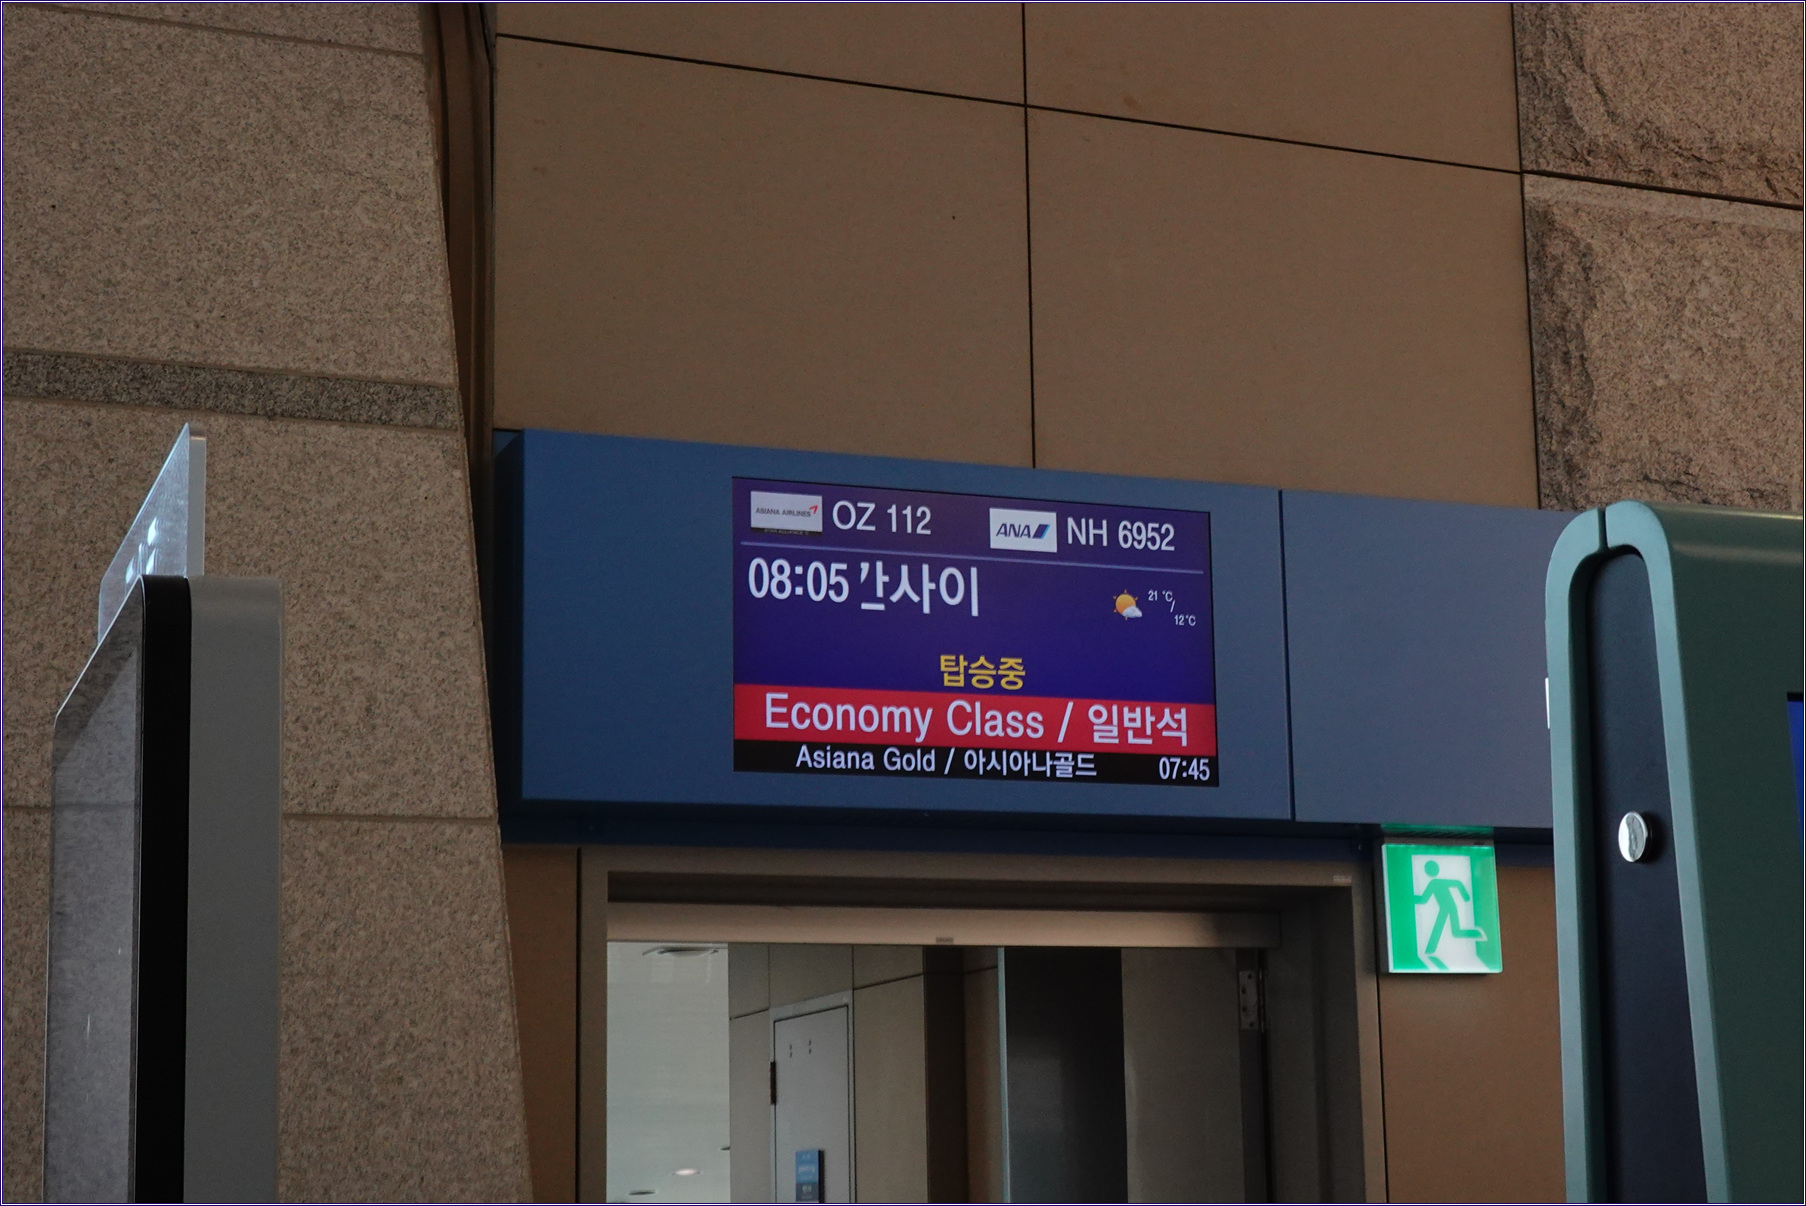 ASIANA AIRLINES OZ 112 ANA NH 6952
08:05 간사이
21 ℃/
12℃
탑승중
Economy Class / 일반석
Asiana Gold / 아시아나골드 07:45